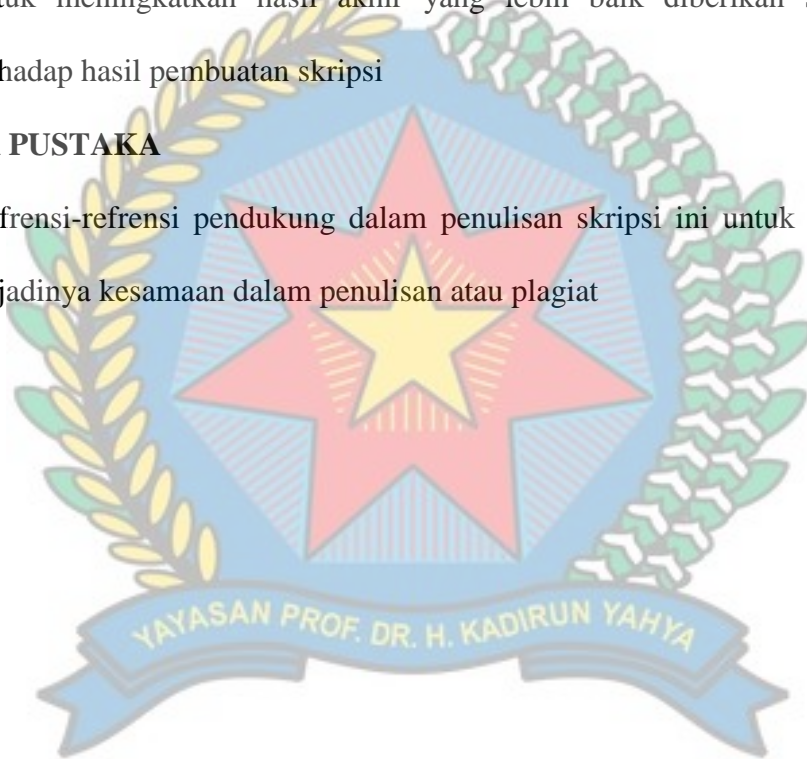 meningkatkan hasil akhir yang lebih baik diberikan
hadap hasil pembuatan skripsi
PUSTAKA
frensi-refrensi pendukung dalam penulisan skripsi ini untuk
jadinya kesamaan dalam penulisan atau plagiat
YAYASAN PROF. DR. H. KADIRUN YAHYA